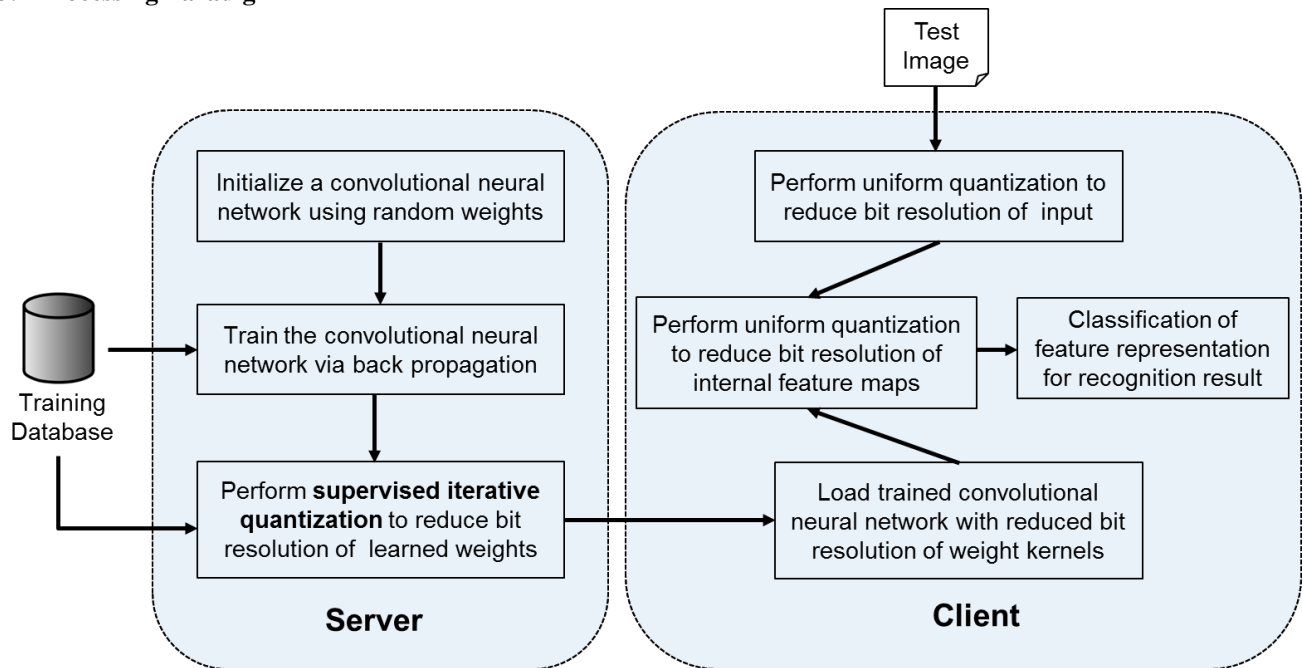 Test
Image
Initialize a convolutional neural
network using random weights
Train the convolutional neural
network via back propagation
Training
Database
Perform supervised iterative
quantization to reduce bit
resolution of learned weights
Server
Perform uniform quantization to
reduce bit resolution of input
Perform uniform quantization
to reduce bit resolution of
internal feature maps
Classification of
feature representation
for recognition result
Load trained convolutional
neural network with reduced bit
resolution of weight kernels
Client